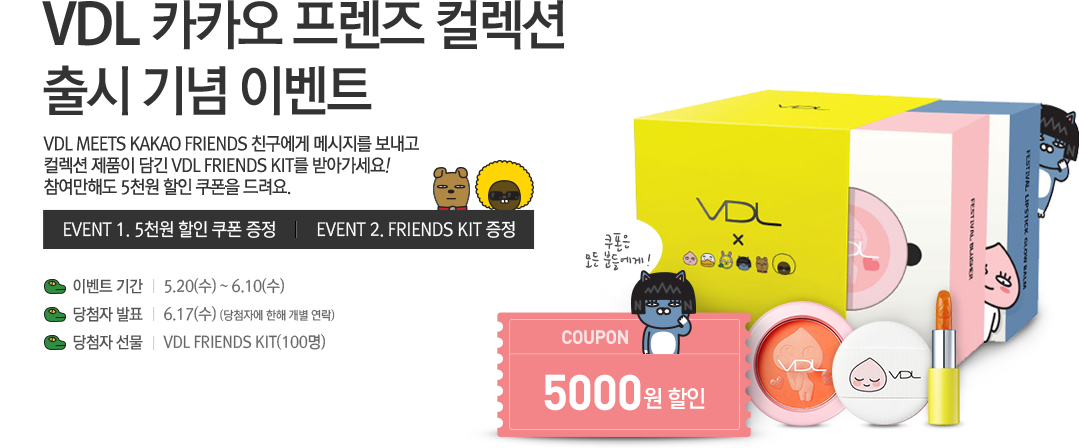 VDL 카카오 프렌즈 컬렉션
출시 기념 이벤트
VDL MEETS KAKAO FRIENDS 친구에게 메시지를 보내고
컬렉션 제품이 담긴 VDL FRIENDS KIT를 받아가세요!
참여만해도 5천원 할인 쿠폰을 드려요.
EVENT 1. 5천원 할인 쿠폰 증정 | EVENT 2. FRIENDS KIT 증정
이벤트 기간 | 5.20(수) ~ 6.10(수)
당첨자 발표 | 6.17(수) (당첨자에 한해 개별 연락)
당첨자 선물 | VDL FRIENDS KIT(100명)
VDL
VDL
×
FESTIVAL BLUSHER
FESTIVAL LIPSTICK GLOW BALM
쿠폰은
모든 분들에게!
COUPON
5000원 할인
VDL
VDL